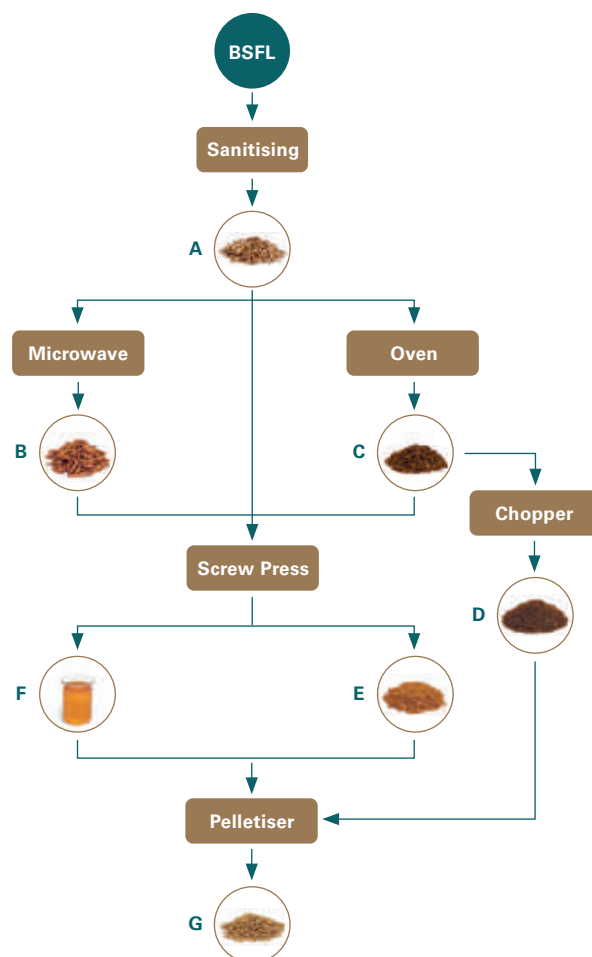 BSFL
Sanitising
A
Microwave
Oven
B
C
Chopper
Screw Press
D
F
E
Pelletiser
G